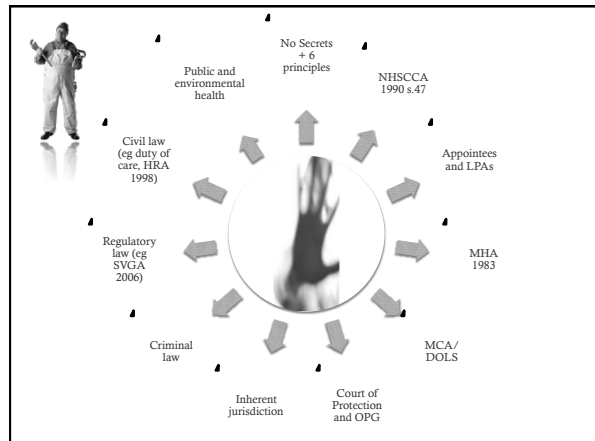 No Secrets
+ 6
principles
NHSCCA
1990 s.47
Appointees
and LPAs
MHA
1983
MCA/
DOLS
Court of
Protection
and OPG
Inherent
jurisdiction
Criminal
law
Regulatory
law (eg
SVGA
2006)
Civil law
(eg duty of
care, HRA
1998)
Public and
environmental
health